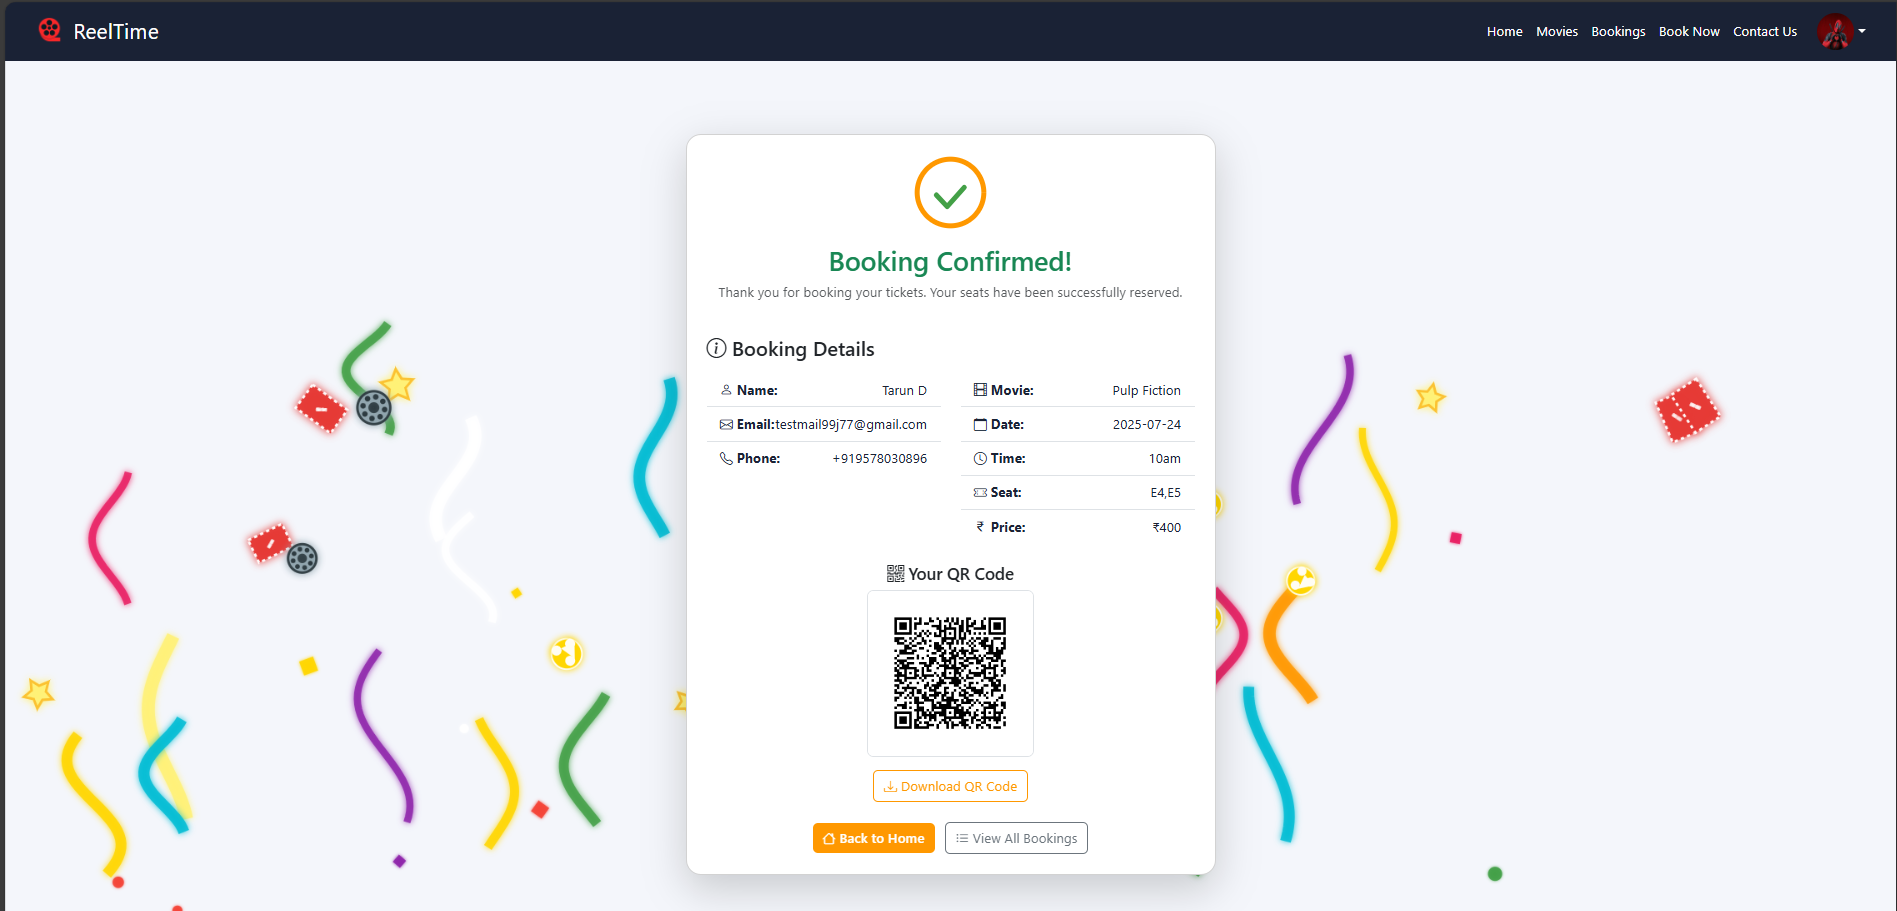 ReelTime
Home Movies Bookings Book Now Contact Us
Booking Confirmed!
Thank you for booking your tickets. Your seats have been successfully reserved.
Booking Details
Name: Tarun D
Email: testmail99j77@gmail.com
Phone: +919578030896
Movie: Pulp Fiction
Date: 2025-07-24
Time: 10am
Seat: E4,E5
₹ Price: ₹400
Your QR Code
Download QR Code
Back to Home
View All Bookings